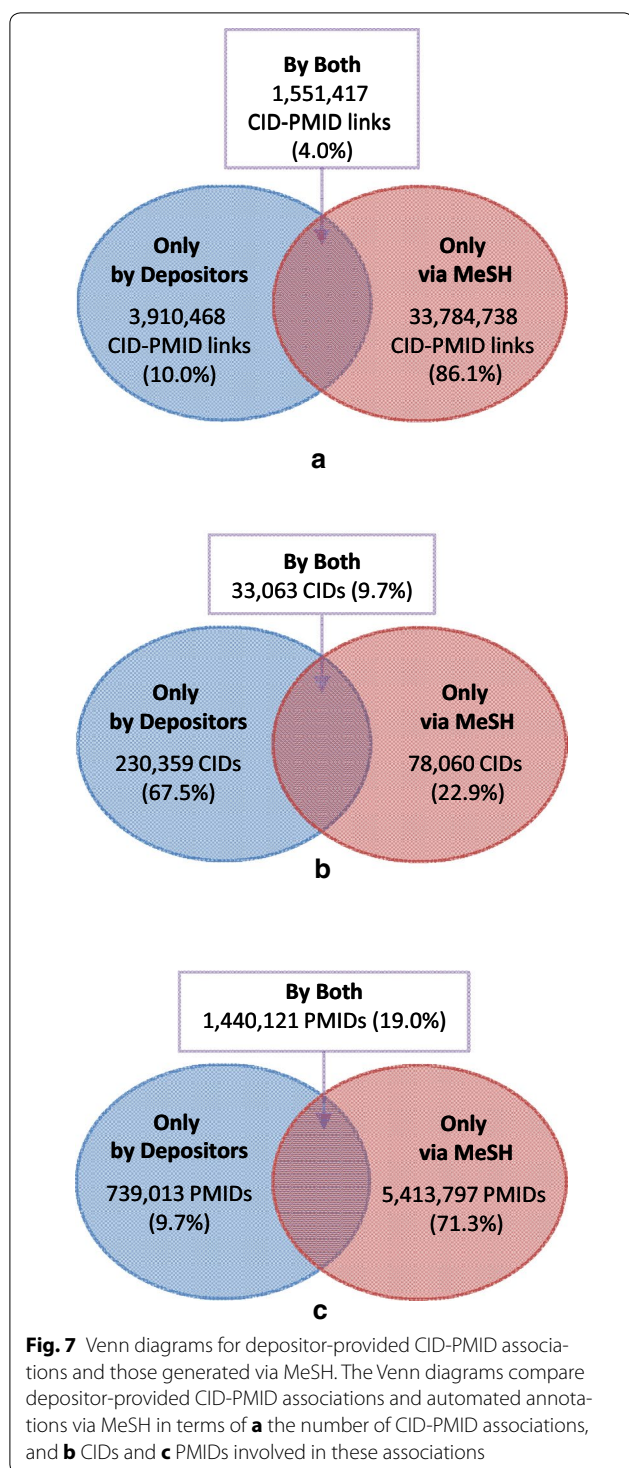 By Both
1,551,417
CID-PMID links
(4.0%)
Only
by Depositors
3,910,468
CID-PMID links
(10.0%)
Only
via MeSH
33,784,738
CID-PMID links
(86.1%)
a
By Both
33,063 CIDs (9.7%)
Only
by Depositors
230,359 CIDs
(67.5%)
Only
via MeSH
78,060 CIDs
(22.9%)
b
By Both
1,440,121 PMIDs (19.0%)
Only
by Depositors
739,013 PMIDs
(9.7%)
Only
via MeSH
5,413,797 PMIDs
(71.3%)
c
Fig. 7 Venn diagrams for depositor-provided CID-PMID associa-
tions and those generated via MeSH. The Venn diagrams compare
depositor-provided CID-PMID associations and automated annota-
tions via MeSH in terms of a the number of CID-PMID associations,
and b CIDs and c PMIDs involved in these associations